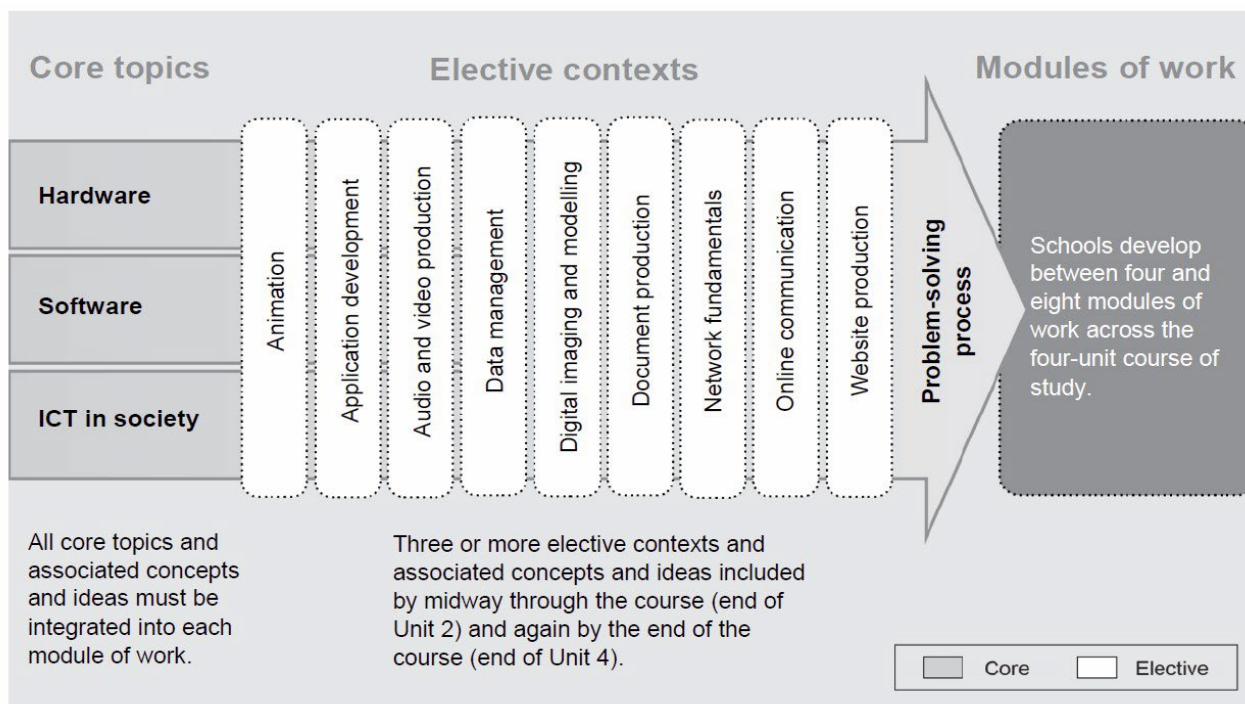 Core topics
Elective contexts
Modules of work
Hardware
Software
ICT in society
Animation
Application development
Audio and video production
Data management
Digital imaging and modelling
Document production
Network fundamentals
Online communication
Website production
Problem-solving
process
Schools develop
between four and
eight modules of
work across the
four-unit course of
study.
All core topics and
associated concepts
and ideas must be
integrated into each
module of work.
Three or more elective contexts and
associated concepts and ideas included
by midway through the course (end of
Unit 2) and again by the end of the
course (end of Unit 4).
Core
Elective